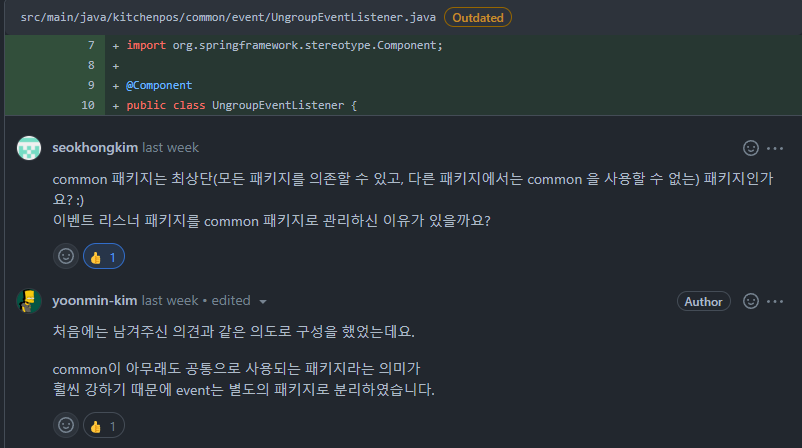 src/main/java/kitchenpos/common/event/UngroupEventListener.java Outdated
7 + import org.springframework.stereotype.Component;
8 +
9 + @Component
10 + public class UngroupEventListener {
seokhongkim last week
common 패키지는 최상단(모든 패키지를 의존할 수 있고, 다른 패키지에서는 common 을 사용할 수 없는) 패키지인가
요? :)
이벤트 리스너 패키지를 common 패키지로 관리하신 이유가 있을까요?
👍 1
yoonmin-kim last week • edited Author
처음에는 남겨주신 의견과 같은 의도로 구성을 했었는데요.
common이 아무래도 공통으로 사용되는 패키지라는 의미가
훨씬 강하기 때문에 event는 별도의 패키지로 분리하였습니다.
👍 1